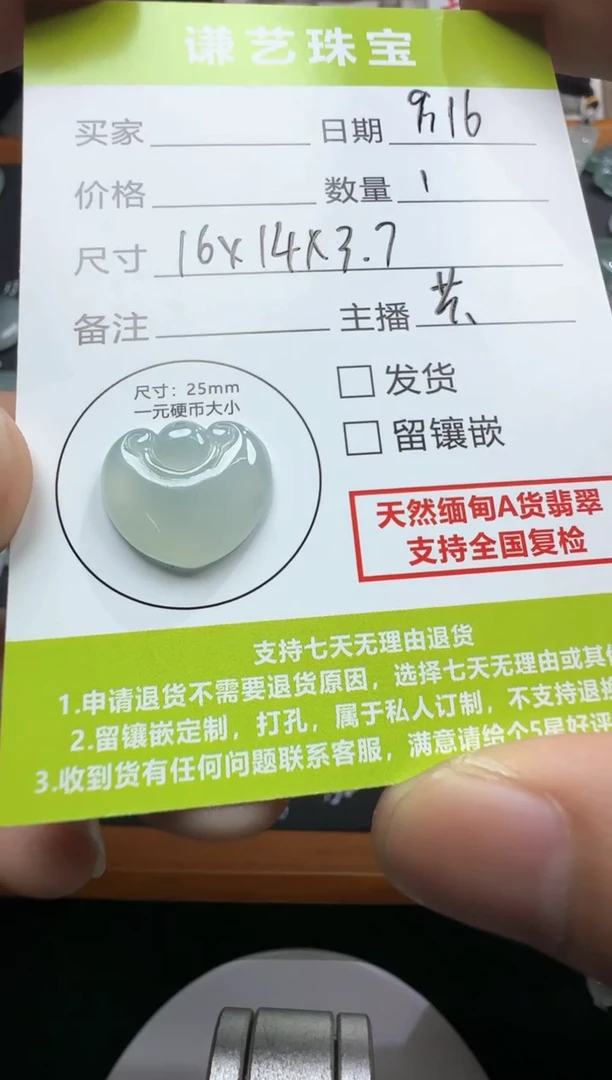 谦艺珠宝
买家 日期 9月16
价格 数量 1
尺寸 16x14x3.7
备注 主播
尺寸：25mm
一元硬币大小
□ 发货
□ 留镶嵌
天然缅甸A货翡翠
支持全国复检
支持七天无理由退货
1.申请退货不需要退货原因，选择七天无理由或其他
2.留镶嵌定制，打孔，属于私人订制，不支持退换
3.收到货有任何问题联系客服，满意请给个5星好评